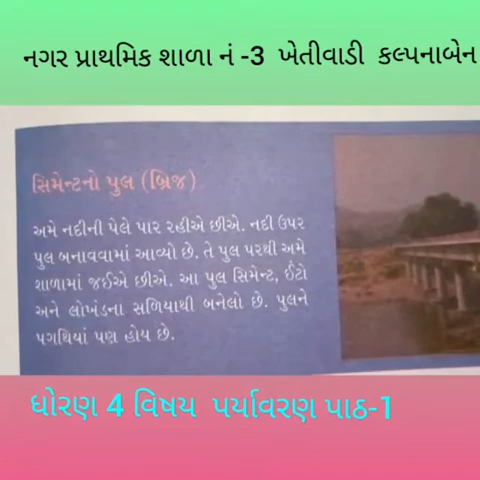 નગર પ્રાથમિક શાળા નં -3 ખેતીવાડી કલ્પનાબેન
સિમેન્ટનો પુલ (બ્રિજ)
અમે નદીની પેલે પાર રહીએ છીએ. નદી ઉપર
પુલ બનાવવામાં આવ્યો છે. તે પુલ પરથી અમે
શાળામાં જઈએ છીએ. આ પુલ સિમેન્ટ, ઈંટો
અને લોખંડના સળિયાથી બનેલો છે. પુલને
પગથિયાં પણ હોય છે.
ધોરણ 4 વિષય પર્યાવરણ પાઠ-1